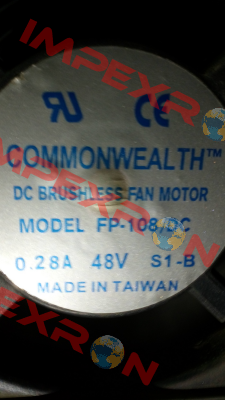 IMPEXRON
CE
COMMONWEALTH™
DC BRUSHLESS FAN MOTOR
MODEL FP-108/DC
0.28A 48V S1-B
MADE IN TAIWAN
IMPEXRON
IMPEXRON